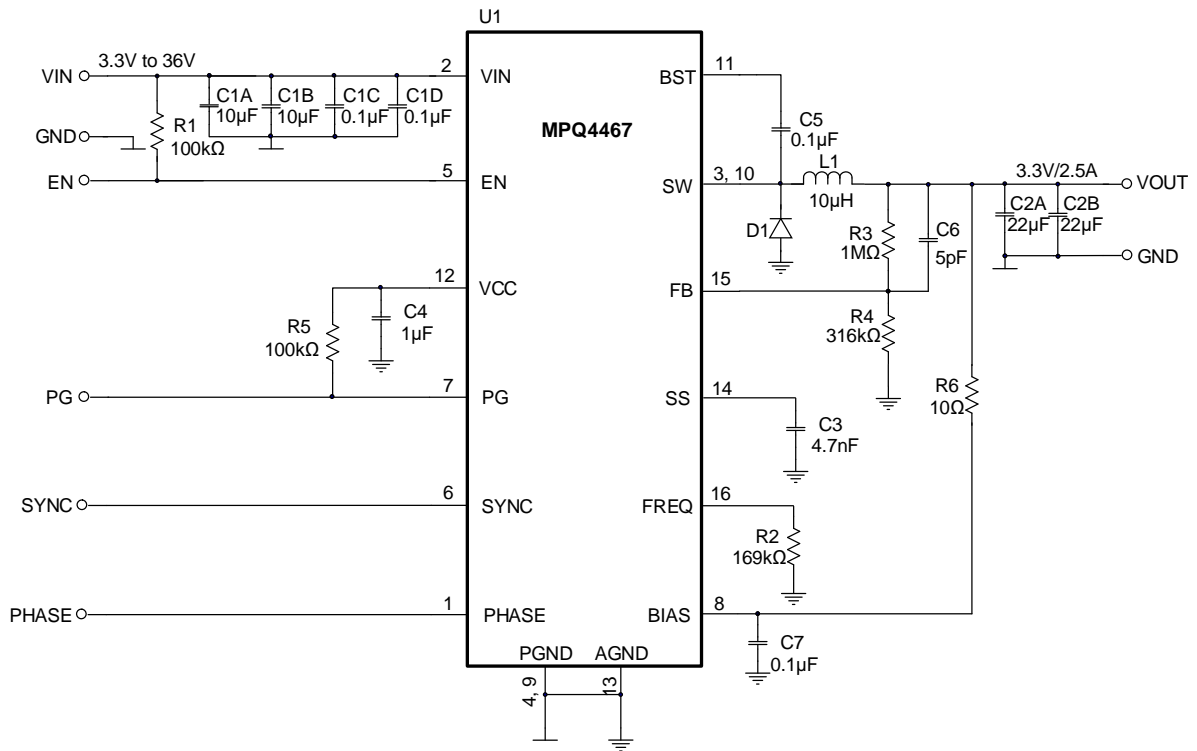 U1
MPQ4467
3.3V to 36V
VIN
2
VIN
C1A
10µF
C1B
10µF
C1C
0.1µF
C1D
0.1µF
GND
R1
100kΩ
EN
5
EN
12
VCC
C4
1µF
R5
100kΩ
PG
7
PG
SYNC
6
SYNC
PHASE
1
PHASE
PGND
4, 9
AGND
13
BST
11
C5
0.1µF
SW
3, 10
L1
10µH
D1
3.3V/2.5A
VOUT
C2A
22µF
C2B
22µF
GND
R3
1MΩ
C6
5pF
FB
15
R4
316kΩ
R6
10Ω
SS
14
C3
4.7nF
FREQ
16
R2
169kΩ
BIAS
8
C7
0.1µF